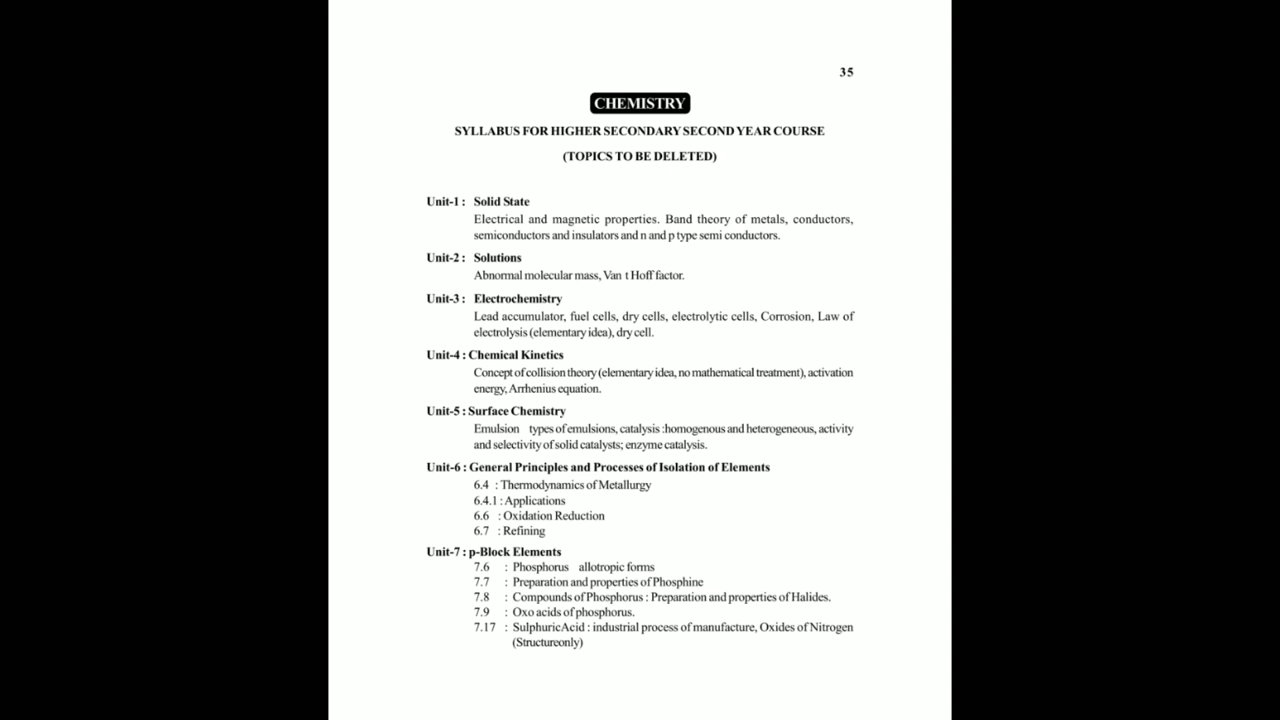 35
CHEMISTRY
SYLLABUS FOR HIGHER SECONDARY SECOND YEAR COURSE
(TOPICS TO BE DELETED)
Unit-1 : Solid State
Electrical and magnetic properties. Band theory of metals, conductors,
semiconductors and insulators and n and p type semi conductors.
Unit-2 : Solutions
Abnormal molecular mass, Van t Hoff factor.
Unit-3 : Electrochemistry
Lead accumulator, fuel cells, dry cells, electrolytic cells, Corrosion, Law of
electrolysis (elementary idea), dry cell.
Unit-4 : Chemical Kinetics
Concept of collision theory (elementary idea, no mathematical treatment), activation
energy, Arrhenius equation.
Unit-5 : Surface Chemistry
Emulsion types of emulsions, catalysis :homogenous and heterogeneous, activity
and selectivity of solid catalysts; enzyme catalysis.
Unit-6 : General Principles and Processes of Isolation of Elements
6.4 : Thermodynamics of Metallurgy
6.4.1 : Applications
6.6 : Oxidation Reduction
6.7 : Refining
Unit-7 : p-Block Elements
7.6 : Phosphorus allotropic forms
7.7 : Preparation and properties of Phosphine
7.8 : Compounds of Phosphorus : Preparation and properties of Halides.
7.9 : Oxo acids of phosphorus.
7.17 : SulphuricAcid : industrial process of manufacture, Oxides of Nitrogen
(Structureonly)